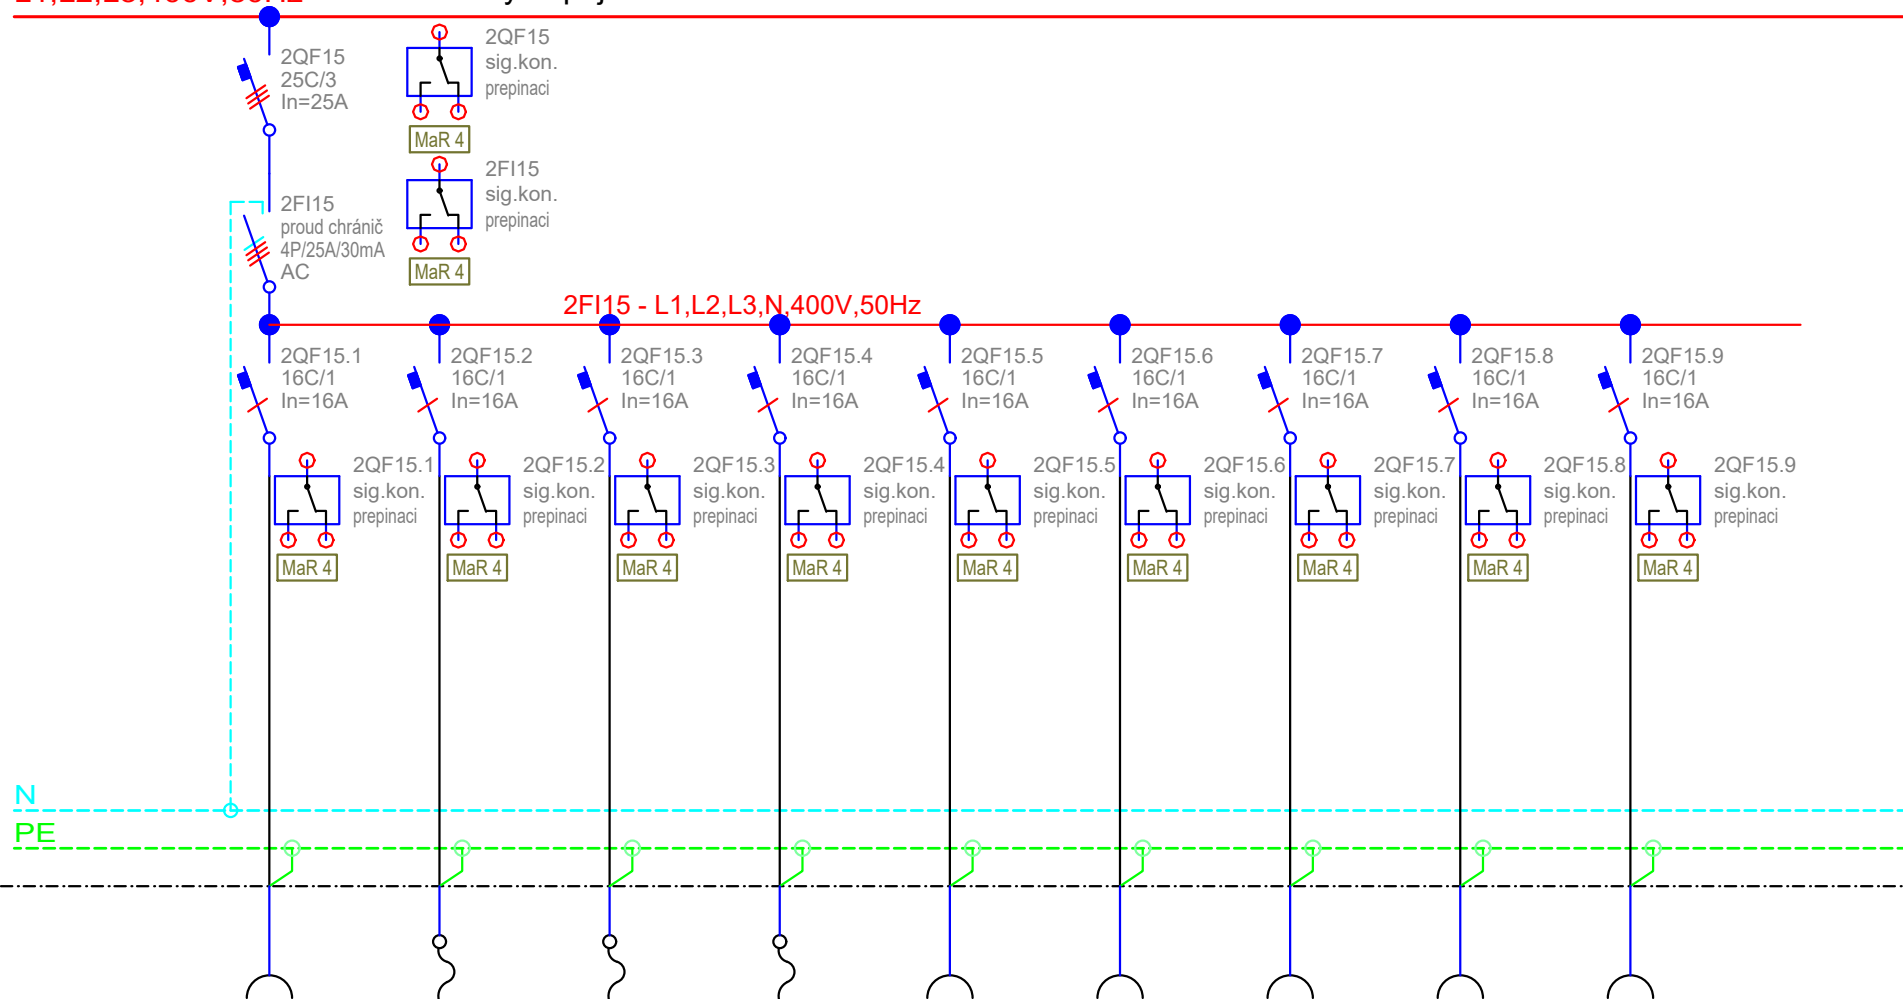 2QF15
25C/3
In=25A
2QF15
sig.kon.
prepinaci
MaR 4
2FI15
proud chránič
4P/25A/30mA
AC
2FI15
sig.kon.
prepinaci
MaR 4
2FI15 - L1,L2,L3,N,400V,50Hz
2QF15.1
16C/1
In=16A
2QF15.2
16C/1
In=16A
2QF15.3
16C/1
In=16A
2QF15.4
16C/1
In=16A
2QF15.5
16C/1
In=16A
2QF15.6
16C/1
In=16A
2QF15.7
16C/1
In=16A
2QF15.8
16C/1
In=16A
2QF15.9
16C/1
In=16A
2QF15.1
sig.kon.
prepinaci
MaR 4
2QF15.2
sig.kon.
prepinaci
MaR 4
2QF15.3
sig.kon.
prepinaci
MaR 4
2QF15.4
sig.kon.
prepinaci
MaR 4
2QF15.5
sig.kon.
prepinaci
MaR 4
2QF15.6
sig.kon.
prepinaci
MaR 4
2QF15.7
sig.kon.
prepinaci
MaR 4
2QF15.8
sig.kon.
prepinaci
MaR 4
2QF15.9
sig.kon.
prepinaci
MaR 4
N
PE